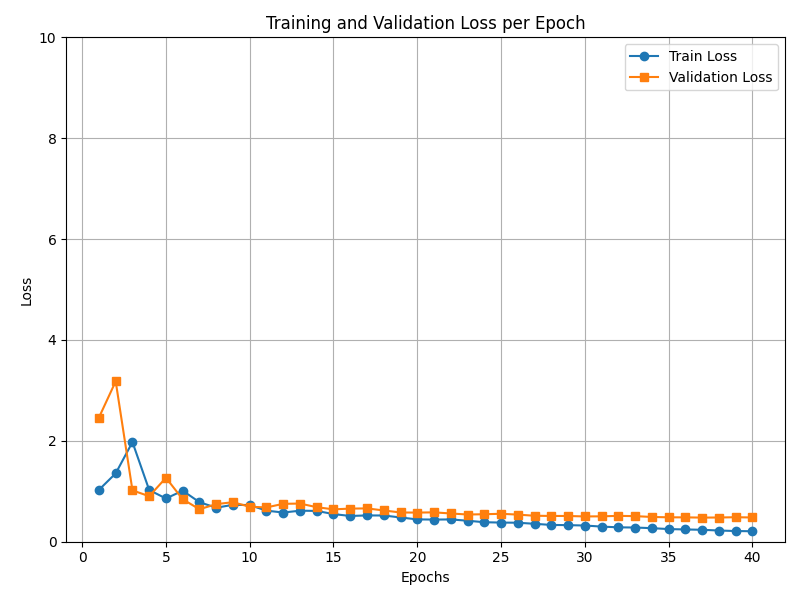 Training and Validation Loss per Epoch
10
8
6
4
2
0
Loss
Train Loss
Validation Loss
0 5 10 15 20 25 30 35 40
Epochs